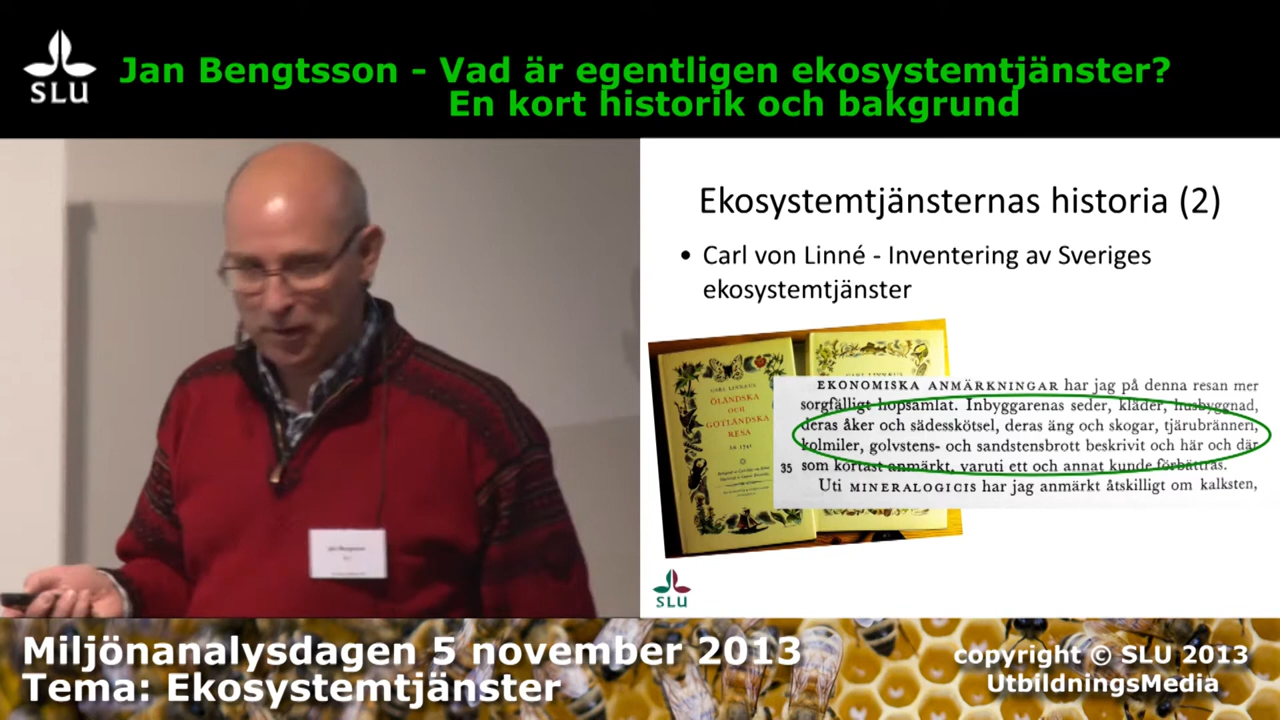 SLU
Jan Bengtsson - Vad är egentligen ekosystemtjänster?
En kort historik och bakgrund
Ekosystemtjänsternas historia (2)
• Carl von Linné - Inventering av Sveriges
ekosystemtjänster
CARL LINNÆUS
ÖLÄNDSKA
OCH
GOTLÄNDSKA
RESA
EKONOMISKA ANMÄRKNINGAR har jag på denna resan mer
sorgfälligt hopsamlat. Inbyggarenas seder, kläder, husbyggnad,
deras åker och sädesskötsel, deras äng och skogar, tjärubränneri,
kolmiler, golvstens- och sandstensbrott beskrivit och här och där
35 som kortast anmärkt, varuti ett och annat kunde förbättras.
Uti MINERALOGICIS har jag anmärkt åtskilligt om kalksten,
Jan Bengtsson
SLU
Miljönanalysdagen 5 november 2013
Tema: Ekosystemtjänster
copyright © SLU 2013
UtbildningsMedia